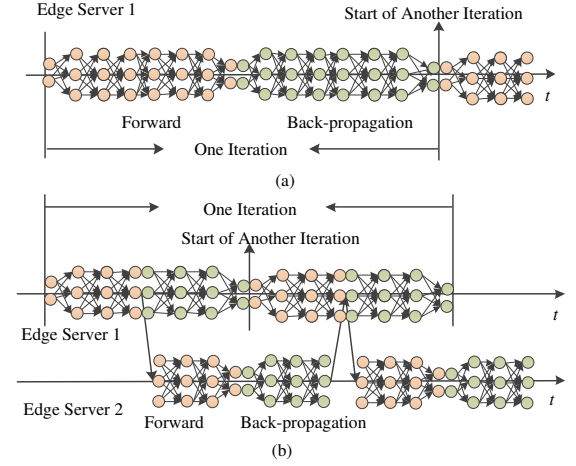 Edge Server 1
Start of Another Iteration
t
Forward
Back-propagation
One Iteration
(a)
One Iteration
Start of Another Iteration
t
Edge Server 1
t
Edge Server 2
Forward
Back-propagation
(b)